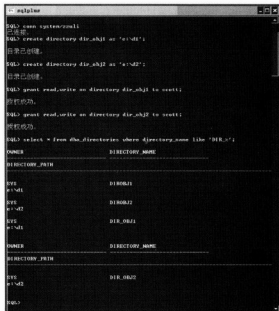 sqlplus
SQL> conn system/zzuli
已连接。
SQL> create directory dir_obj1 as 'e:\d1';
目录已创建。
SQL> create directory dir_obj2 as 'e:\d2';
目录已创建。
SQL> grant read,write on directory dir_obj1 to scott;
授权成功。
SQL> grant read,write on directory dir_obj2 to scott;
授权成功。
SQL> select * from dba_directories where directory_name like 'DIR_%';
OWNER DIRECTORY_NAME
DIRECTORY_PATH
SYS DIROBJ1
e:\d1
SYS DIROBJ2
e:\d2
SYS DIR_OBJ1
e:\d1
OWNER DIRECTORY_NAME
DIRECTORY_PATH
SYS DIR_OBJ2
e:\d2
SQL>